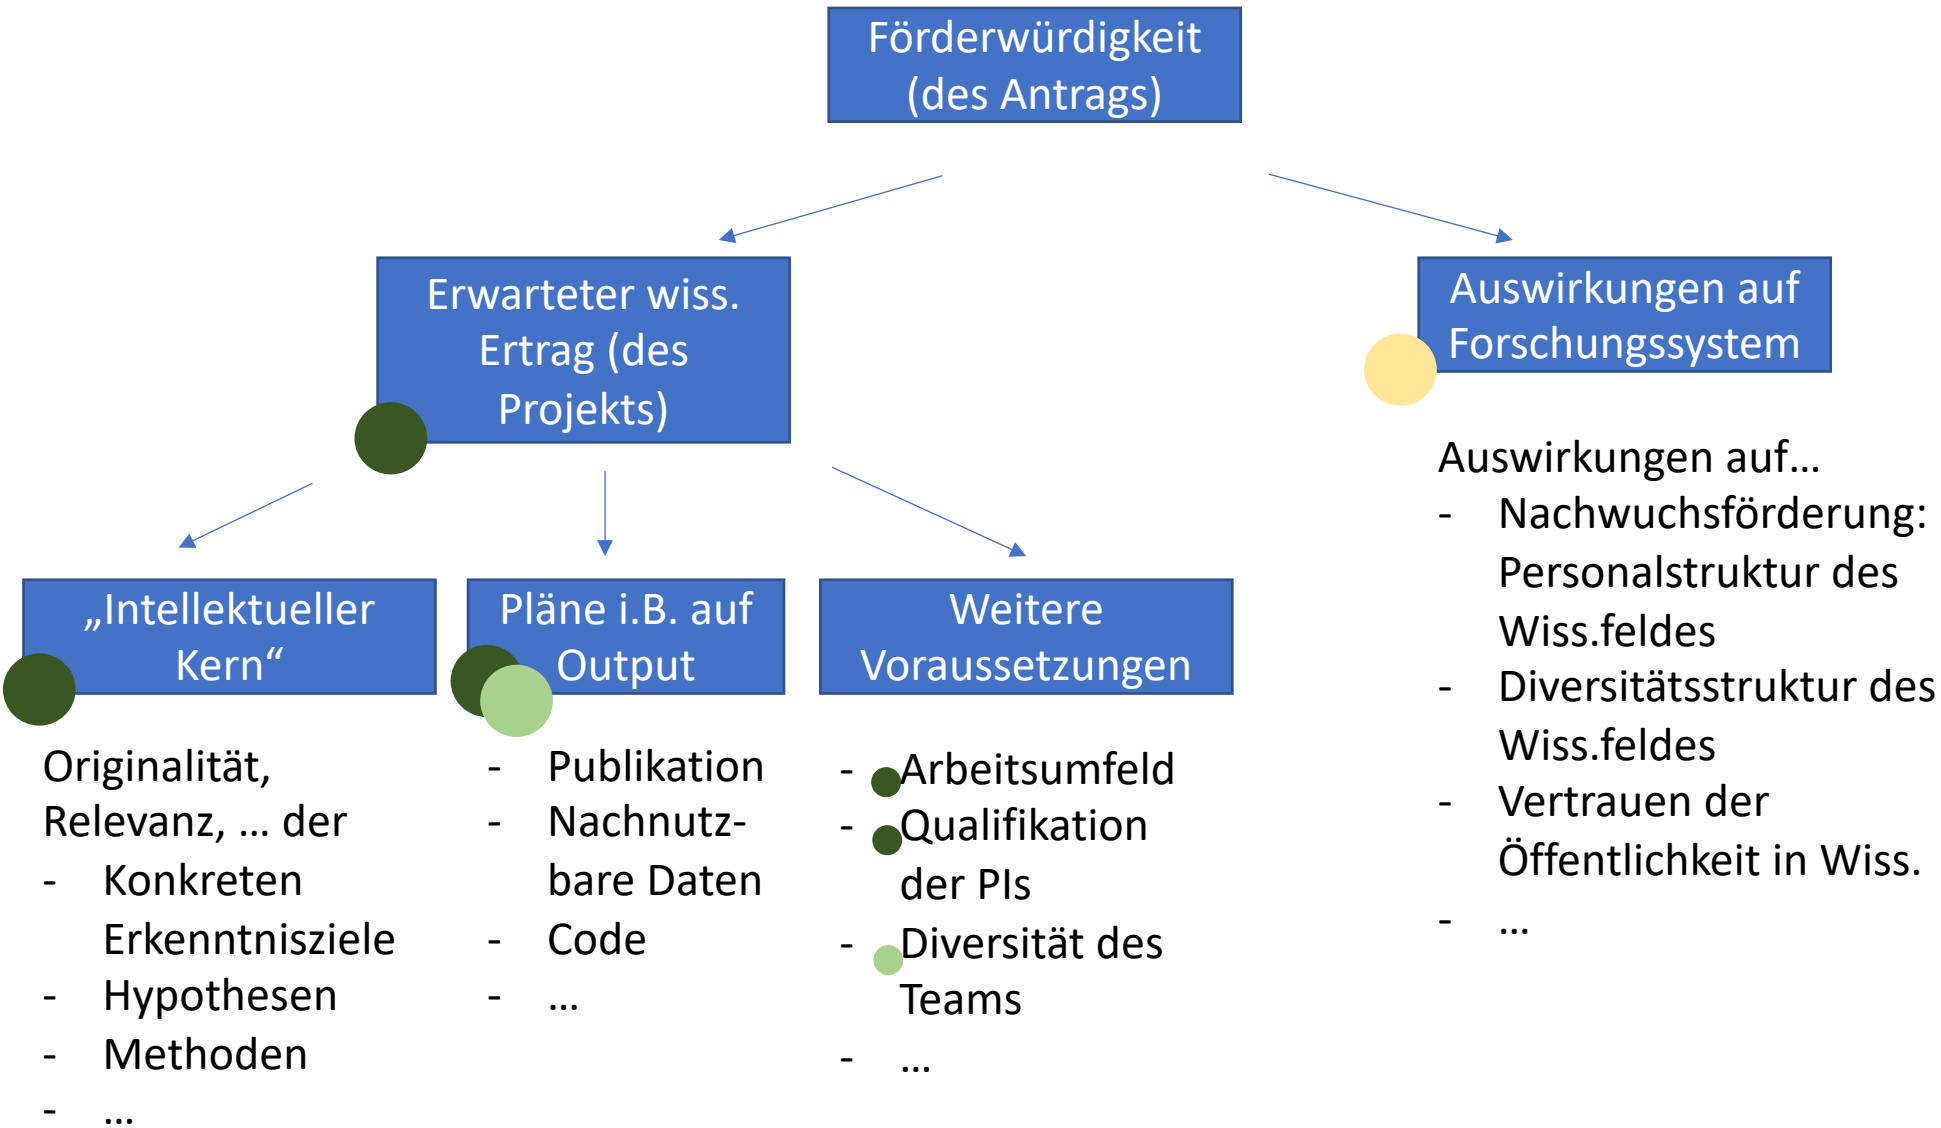 Förderwürdigkeit
(des Antrags)
Erwarteter wiss.
Ertrag (des
Projekts)
Auswirkungen auf
Forschungssystem
„Intellektueller
Kern“
Originalität,
Relevanz, … der
- Konkreten
Erkenntnisziele
- Hypothesen
- Methoden
- …
Pläne i.B. auf
Output
- Publikation
- Nachnutz-
bare Daten
- Code
- …
Weitere
Voraussetzungen
- Arbeitsumfeld
- Qualifikation
der PIs
- Diversität des
Teams
- …
Auswirkungen auf…
- Nachwuchsförderung:
Personalstruktur des
Wiss.feldes
- Diversitätsstruktur des
Wiss.feldes
- Vertrauen der
Öffentlichkeit in Wiss.
- …